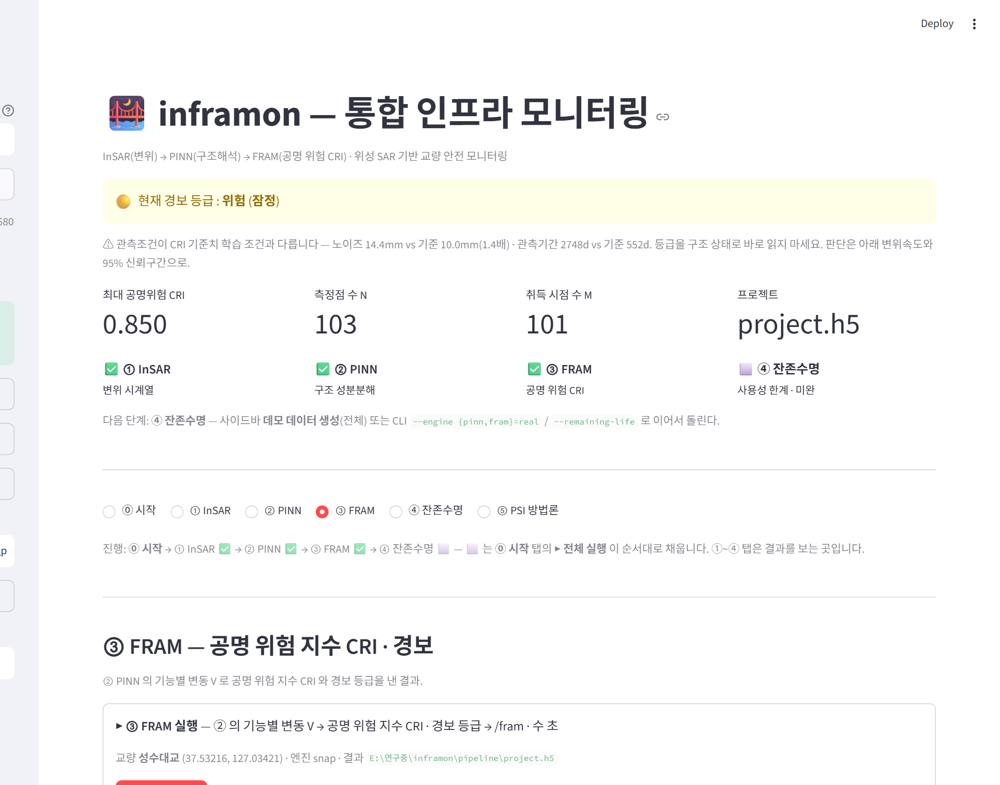 Deploy
inframon — 통합 인프라 모니터링
InSAR(변위) → PINN(구조해석) → FRAM(공명 위험 CRI) · 위성 SAR 기반 교량 안전 모니터링
현재 경보 등급 : 위험 (잠정)
680
⚠ 관측조건이 CRI 기준치 학습 조건과 다릅니다 — 노이즈 14.4mm vs 기준 10.0mm(1.4배) · 관측기간 2748d vs 기준 552d. 등급을 구조 상태로 바로 읽지 마세요. 판단은 아래 변위속도와
95% 신뢰구간으로.
최대 공명위험 CRI 측정점 수 N 취득 시점 수 M 프로젝트
0.850 103 101 project.h5
✅ ① InSAR ✅ ② PINN ✅ ③ FRAM ④ 잔존수명
변위 시계열 구조 성분분해 공명 위험 CRI 사용성 한계 · 미완
다음 단계: ④ 잔존수명 — 사이드바 데모 데이터 생성(전체) 또는 CLI --engine {pinn,fram}=real / --remaining-life 로 이어서 돌린다.
⓪ 시작 ① InSAR ② PINN ③ FRAM ④ 잔존수명 ⑤ PSI 방법론
진행: ⓪ 시작 → ① InSAR ✅ → ② PINN ✅ → ③ FRAM ✅ → ④ 잔존수명 — 는 ⓪ 시작 탭의 ▸ 전체 실행 이 순서대로 채웁니다. ①~④ 탭은 결과를 보는 곳입니다.
p
③ FRAM — 공명 위험 지수 CRI · 경보
② PINN 의 기능별 변동 V 로 공명 위험 지수 CRI 와 경보 등급을 낸 결과.
▸ ③ FRAM 실행 — ② 의 기능별 변동 V → 공명 위험 지수 CRI · 경보 등급 → /fram · 수 초
교량 성수대교 (37.53216, 127.03421) · 엔진 snap · 결과 E:\연구중\inframon\pipeline\project.h5